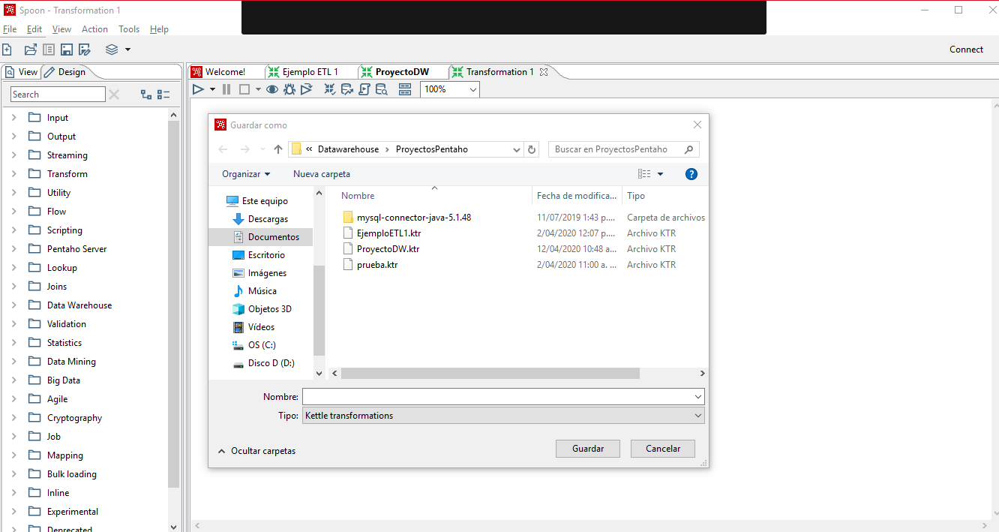 Spoon - Transformation 1
File Edit View Action Tools Help
Connect
View Design
Welcome! Ejemplo ETL 1 ProyectoDW Transformation 1
Search
100%
Input
Output
Streaming
Transform
Utility
Flow
Scripting
Pentaho Server
Lookup
Joins
Data Warehouse
Validation
Statistics
Data Mining
Big Data
Agile
Cryptography
Job
Mapping
Bulk loading
Inline
Experimental
Deprecated
Guardar como
« Datawarehouse › ProyectosPentaho
Buscar en ProyectosPentaho
Organizar Nueva carpeta
Este equipo
Descargas
Documentos
Escritorio
Imágenes
Música
Objetos 3D
Vídeos
OS (C:)
Disco D (D:)
Nombre Fecha de modifica... Tipo
mysql-connector-java-5.1.48 11/07/2019 1:43 p.... Carpeta de archivos
EjemploETL1.ktr 2/04/2020 12:07 p.... Archivo KTR
ProyectoDW.ktr 12/04/2020 10:48 a... Archivo KTR
prueba.ktr 2/04/2020 11:00 a. ... Archivo KTR
Nombre:
Tipo: Kettle transformations
Ocultar carpetas
Guardar Cancelar